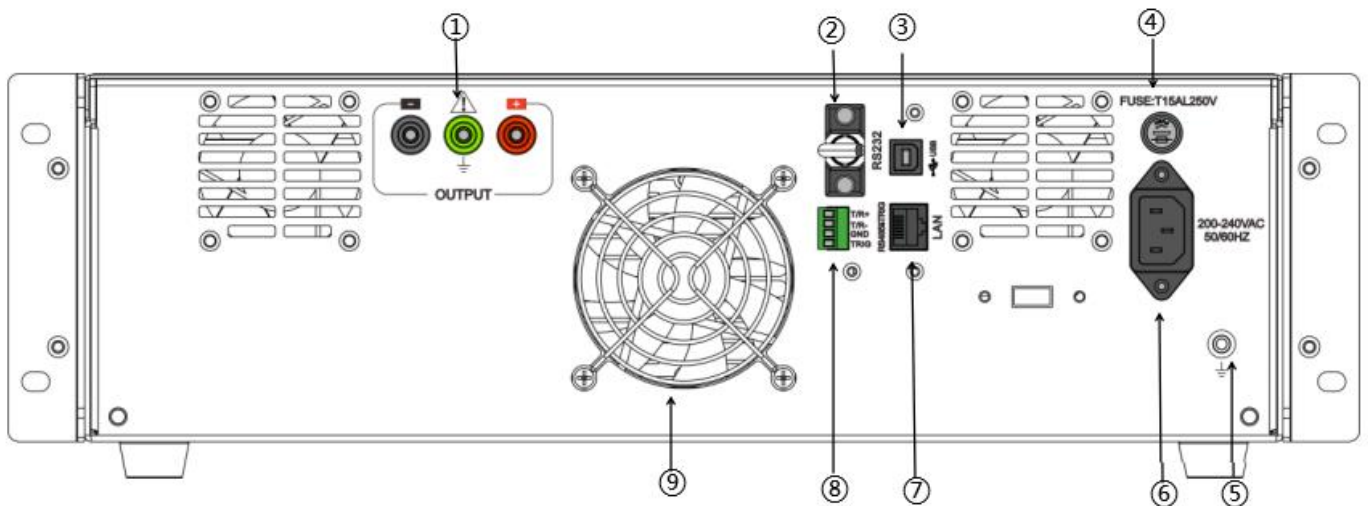 ① ② ③ ④
- ⚠ +
OUTPUT
RS232
USB
FUSE:T15AL250V
T/R+
T/R-
GND
TRIG
RS485&TRIG
LAN
200-240VAC
50/60HZ
⑨ ⑧ ⑦ ⑥ ⑤